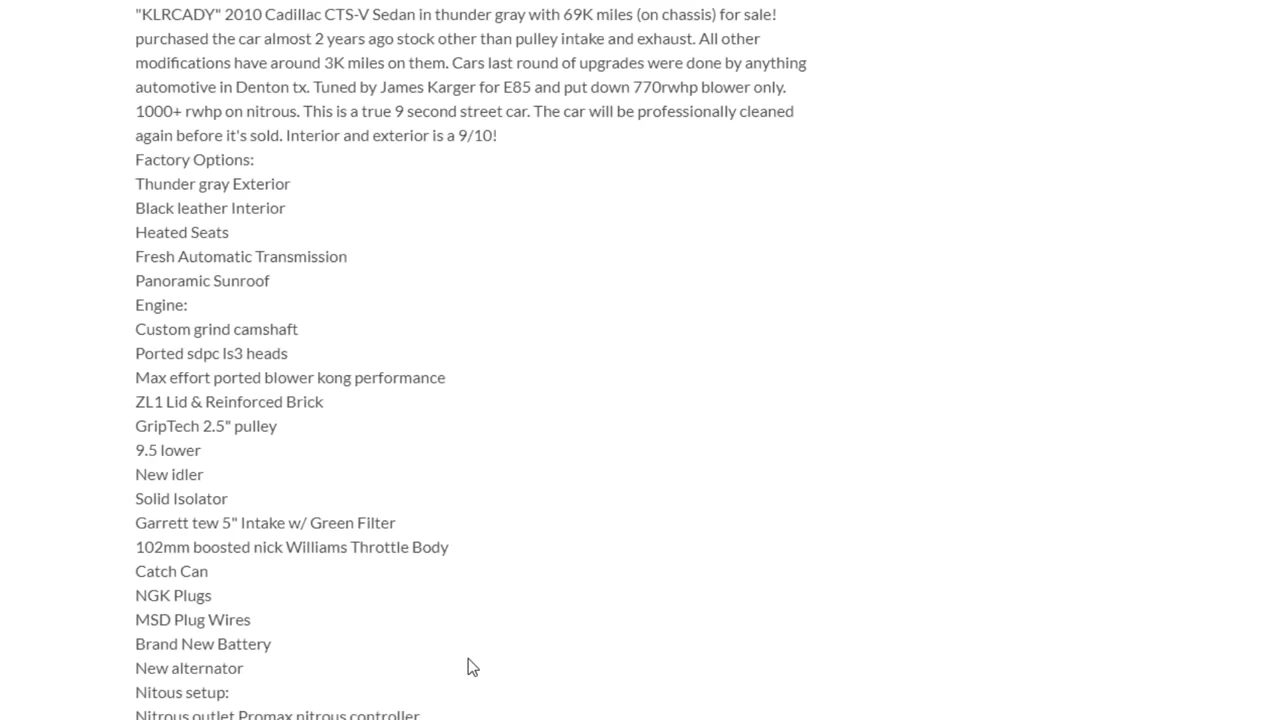 "KLRCADY" 2010 Cadillac CTS-V Sedan in thunder gray with 69K miles (on chassis) for sale!
purchased the car almost 2 years ago stock other than pulley intake and exhaust. All other
modifications have around 3K miles on them. Cars last round of upgrades were done by anything
automotive in Denton tx. Tuned by James Karger for E85 and put down 770rwhp blower only.
1000+ rwhp on nitrous. This is a true 9 second street car. The car will be professionally cleaned
again before it's sold. Interior and exterior is a 9/10!
Factory Options:
Thunder gray Exterior
Black leather Interior
Heated Seats
Fresh Automatic Transmission
Panoramic Sunroof
Engine:
Custom grind camshaft
Ported sdpc ls3 heads
Max effort ported blower kong performance
ZL1 Lid & Reinforced Brick
GripTech 2.5" pulley
9.5 lower
New idler
Solid Isolator
Garrett tew 5" Intake w/ Green Filter
102mm boosted nick Williams Throttle Body
Catch Can
NGK Plugs
MSD Plug Wires
Brand New Battery
New alternator
Nitous setup:
Nitrous outlet Promax nitrous controller